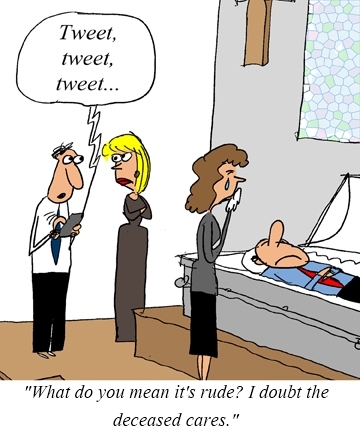 Tweet,
tweet,
tweet...
"What do you mean it's rude? I doubt the
deceased cares."